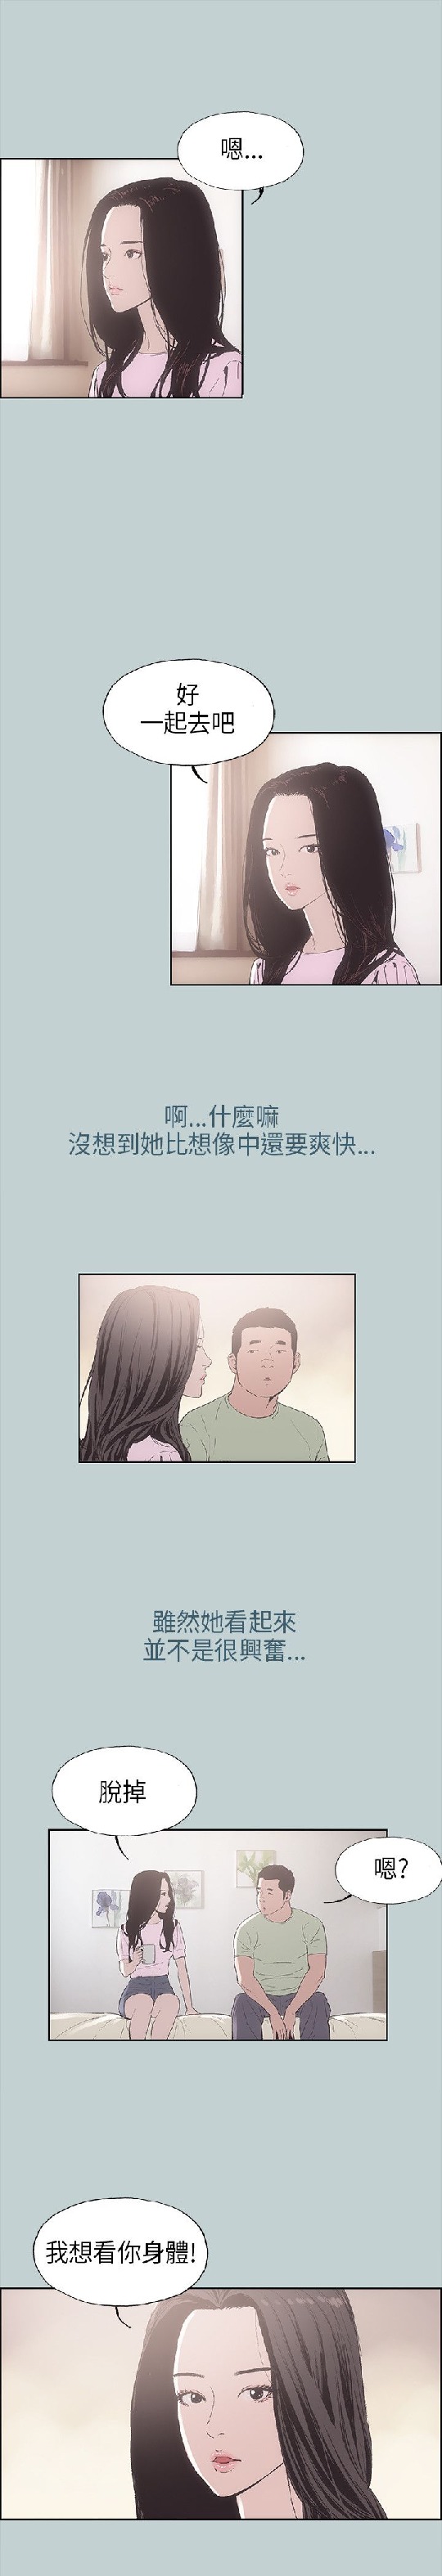 嗯...
好
一起去吧
啊...什麼嘛
沒想到她比想像中還要爽快...
雖然她看起來
並不是很興奮...
脫掉
嗯?
我想看你身體!